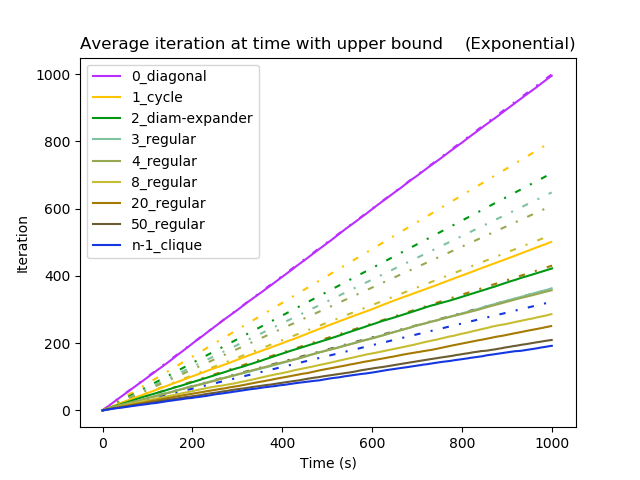 Average iteration at time with upper bound (Exponential)
1000
800
600
400
200
0
Iteration
0_diagonal
1_cycle
2_diam-expander
3_regular
4_regular
8_regular
20_regular
50_regular
n-1_clique
0 200 400 600 800 1000
Time (s)